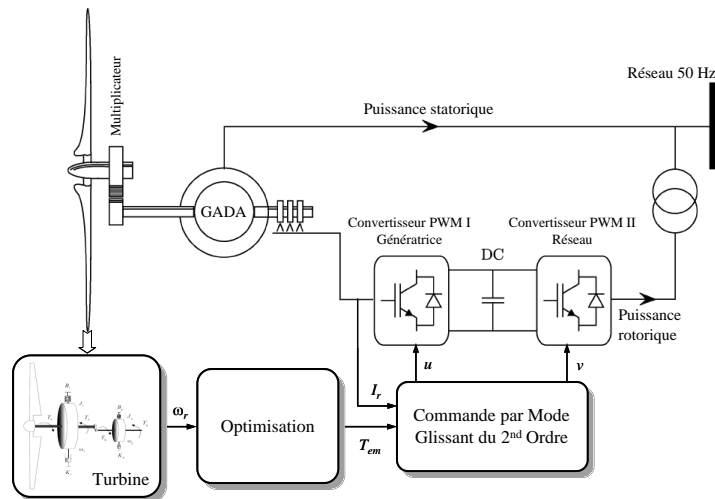 Réseau 50 Hz
Multiplicateur
Puissance statorique
GADA
Convertisseur PWM I
Génératrice
DC
Convertisseur PWM II
Réseau
Puissance
rotorique
u
v
I_r
ω_r
Optimisation
T_em
Commande par Mode
Glissant du 2nd Ordre
Turbine